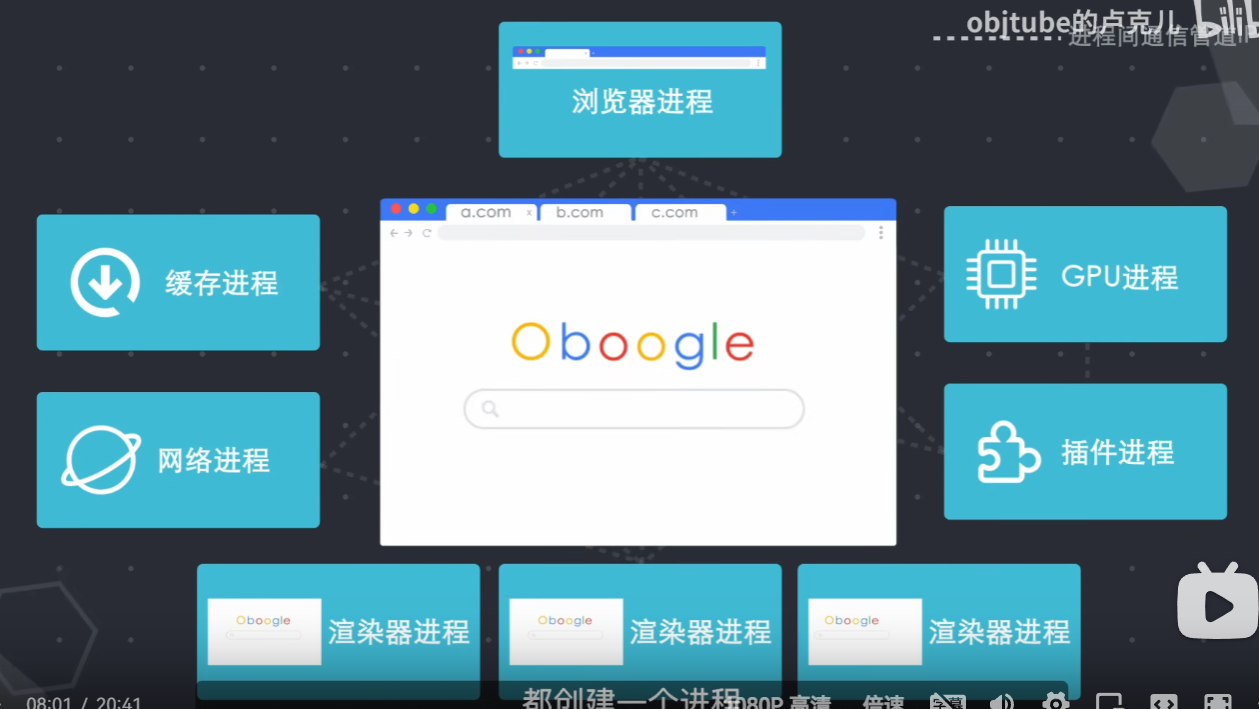 objtube的卢克儿
进程间通信管道
浏览器进程
a.com x b.com c.com +
缓存进程
GPU进程
Oboogle
网络进程
插件进程
Oboogle 渲染器进程
Oboogle 渲染器进程
Oboogle 渲染器进程
都创建一个进程
08:01 / 20:41
1080P 高清
倍速
字幕